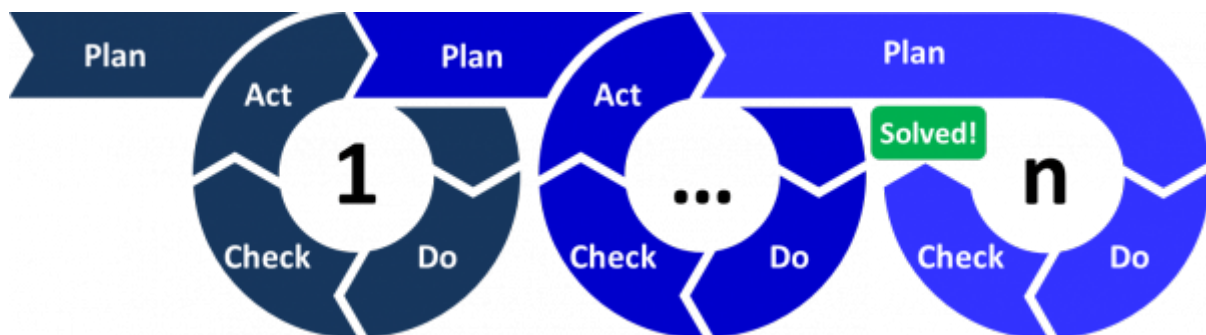 Plan
Plan
Plan
Act
Act
Solved!
1
...
n
Check
Do
Check
Do
Check
Do